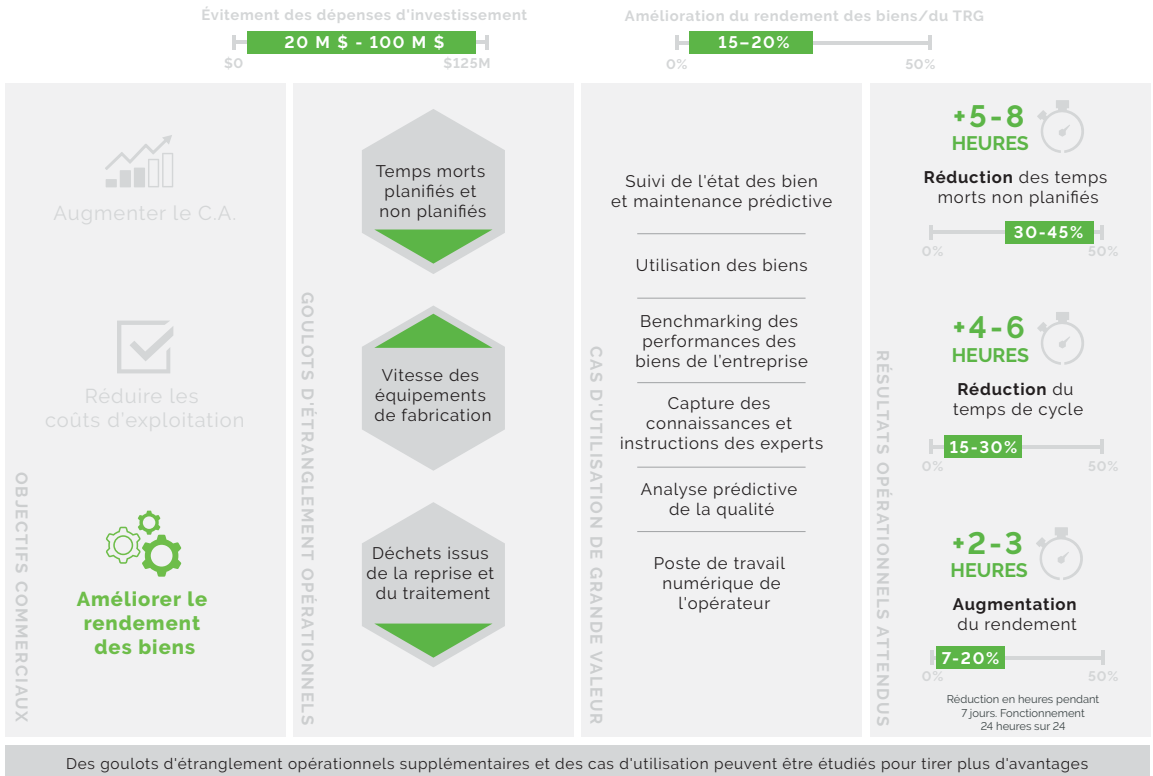 Évitement des dépenses d'investissement
20 M $ - 100 M $
$0
$125M
Amélioration du rendement des biens/du TRG
15–20%
0%
50%
OBJECTIFS COMMERCIAUX
Augmenter le C.A.
Réduire les
coûts d'exploitation
Améliorer le
rendement
des biens
GOULOTS D'ÉTRANGLEMENT OPÉRATIONNELS
Temps morts
planifiés et
non planifiés
Vitesse des
équipements
de fabrication
Déchets issus
de la reprise et
du traitement
CAS D'UTILISATION DE GRANDE VALEUR
Suivi de l'état des bien
et maintenance prédictive
Utilisation des biens
Benchmarking des
performances des
biens de l'entreprise
Capture des
connaissances et
instructions des experts
Analyse prédictive
de la qualité
Poste de travail
numérique de
l'opérateur
RÉSULTATS OPÉRATIONNELS ATTENDUS
+5-8
HEURES
Réduction des temps
morts non planifiés
30-45%
0%
50%
+4-6
HEURES
Réduction du
temps de cycle
15-30%
0%
50%
+2-3
HEURES
Augmentation
du rendement
7-20%
0%
50%
Réduction en heures pendant
7 jours. Fonctionnement
24 heures sur 24
Des goulots d'étranglement opérationnels supplémentaires et des cas d'utilisation peuvent être étudiés pour tirer plus d'avantages